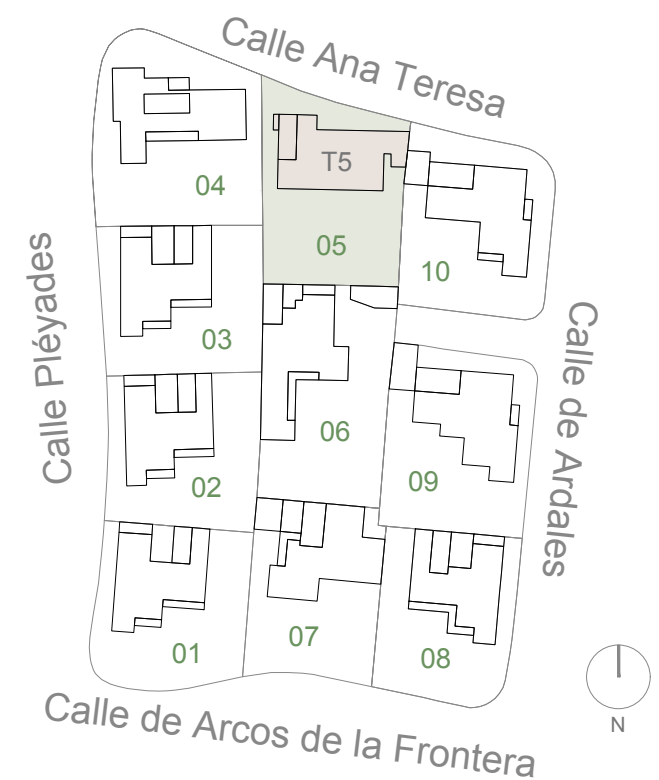 Calle Ana Teresa
T5
04
05
10
Calle Pléyades
03
Calle de Ardales
06
02
09
07
01
08
N
Calle de Arcos de la Frontera